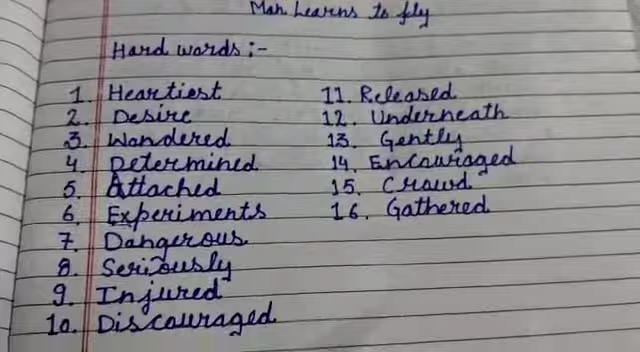 Man Learns to fly
Hard words :-
1. Heartiest
2. Desire
3. Wandered
4. Determined
5. Attached
6. Experiments
7. Dangerous
8. Seriously
9. Injured
10. Discouraged
11. Released
12. Underneath
13. Gently
14. Encouraged
15. Crowd
16. Gathered